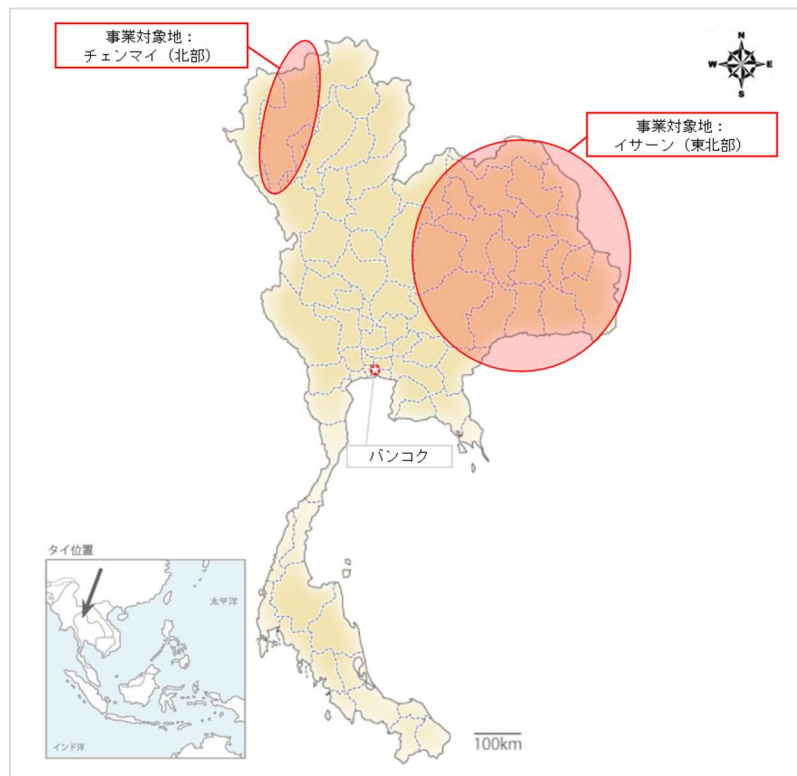 事業対象地：
チェンマイ（北部）
N
W
E
S
事業対象地：
イサーン（東北部）
バンコク
タイ位置
太平洋
インド洋
100km